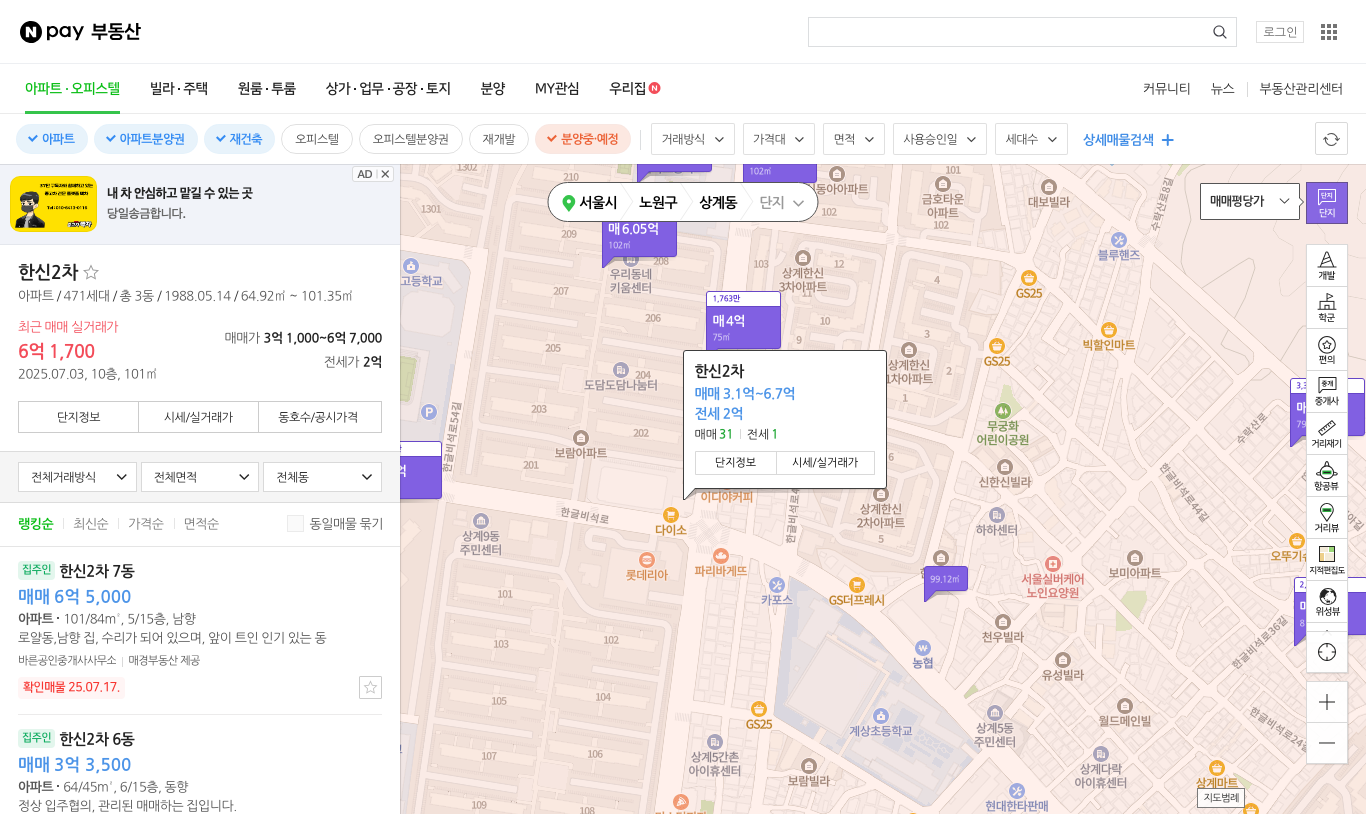 N pay 부동산
로그인
아파트·오피스텔 빌라·주택 원룸·투룸 상가·업무·공장·토지 분양 MY관심 우리집 N
커뮤니티 뉴스 부동산관리센터
아파트 아파트분양권 재건축 오피스텔 오피스텔분양권 재개발 분양중·예정 거래방식 가격대 면적 사용승인일 세대수 상세매물검색
내 차 안심하고 맡길 수 있는 곳
당일송금합니다.
AD
한신2차
아파트 / 471세대 / 총 3동 / 1988.05.14 / 64.92㎡ ~ 101.35㎡
최근 매매 실거래가
6억 1,700
2025.07.03, 10층, 101㎡
매매가 3억 1,000~6억 7,000
전세가 2억
단지정보 시세/실거래가 동호수/공시가격
전체거래방식 전체면적 전체동
랭킹순 최신순 가격순 면적순 동일매물 묶기
집주인 한신2차 7동
매매 6억 5,000
아파트 · 101/84㎡, 5/15층, 남향
로얄동,남향 집, 수리가 되어 있으며, 앞이 트인 인기 있는 동
바른공인중개사사무소 매경부동산 제공
확인매물 25.07.17.
집주인 한신2차 6동
매매 3억 3,500
아파트 · 64/45㎡, 6/15층, 동향
정상 입주협의, 관리된 매매하는 집입니다.
서울시 노원구 상계동 단지
매매평당가
단지
단지
개발
학군
편의
중개
중개사
거리재기
항공뷰
거리뷰
지적편집도
위성뷰
지도범례
102㎡
매 6.05억
102㎡
1,763만
매 4억
75㎡
한신2차
매매 3.1억~6.7억
전세 2억
매매 31 전세 1
단지정보 시세/실거래가
99.12㎡
1301
1302
209
208
207
206
205
204
203
202
201
103
102
102
11
10
9
4
2
1
3
2
5
101
102
103
104
105
106
107
109
고등학교
우리동네
키움센터
상계한신
3차아파트
금호타운
아파트
대보빌라
블루핸즈
GS25
빅할인마트
GS25
상계한신
1차아파트
도담도담나눔터
보람아파트
무궁화
어린이공원
신한신빌라
하하센터
한글비석로54길
한글비석로
이디야커피
상계한신
2차아파트
다이소
상계9동
주민센터
롯데리아
파리바게뜨
카포스
GS더프레시
서울실버케어
노인요양원
보미아파트
천우빌라
농협
유성빌라
월드메인빌
계상초등학교
상계5동
주민센터
GS25
상계5간촌
아이휴센터
보람빌라
상계다락
아이휴센터
현대한타판매
상계마트
수락산로8길
수락산로
한글비석로44길
한글비석로36길
한글비석로24길